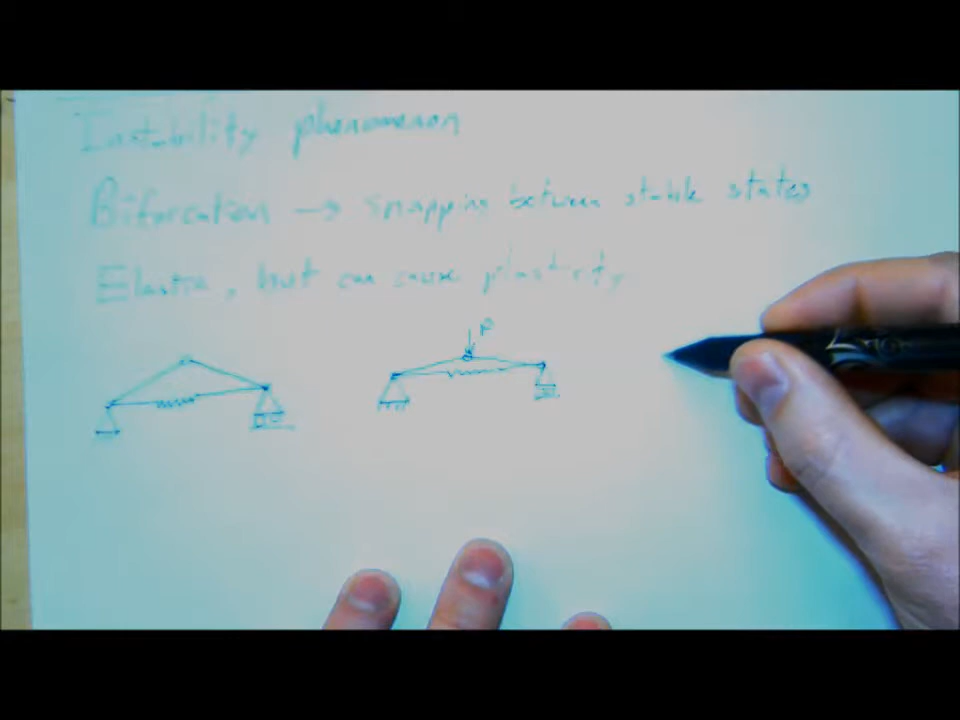 Instability phenomenon
Bifurcation → snapping between stable states
Elastic, but can cause plasticity
P